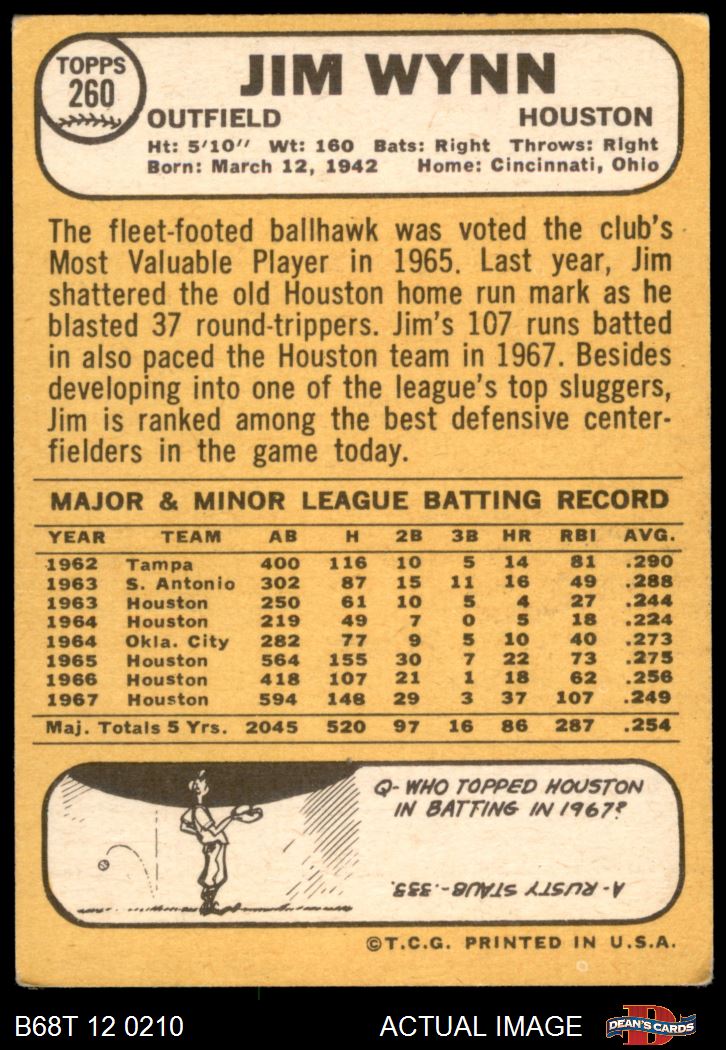 TOPPS
260
JIM WYNN
OUTFIELD HOUSTON
Ht: 5'10" Wt: 160 Bats: Right Throws: Right
Born: March 12, 1942 Home: Cincinnati, Ohio
The fleet-footed ballhawk was voted the club's
Most Valuable Player in 1965. Last year, Jim
shattered the old Houston home run mark as he
blasted 37 round-trippers. Jim's 107 runs batted
in also paced the Houston team in 1967. Besides
developing into one of the league's top sluggers,
Jim is ranked among the best defensive center-
fielders in the game today.
MAJOR & MINOR LEAGUE BATTING RECORD
YEAR TEAM AB H 2B 3B HR RBI AVG.
1962 Tampa 400 116 10 5 14 81 .290
1963 S. Antonio 302 87 15 11 16 49 .288
1963 Houston 250 61 10 5 4 27 .244
1964 Houston 219 49 7 0 5 18 .224
1964 Okla. City 282 77 9 5 10 40 .273
1965 Houston 564 155 30 7 22 73 .275
1966 Houston 418 107 21 1 18 62 .256
1967 Houston 594 148 29 3 37 107 .249
Maj. Totals 5 Yrs. 2045 520 97 16 86 287 .254
Q- WHO TOPPED HOUSTON
IN BATTING IN 1967?
A- RUSTY STAUB-.333.
©T.C.G. PRINTED IN U.S.A.
B68T 12 0210 ACTUAL IMAGE
DEAN'S CARDS